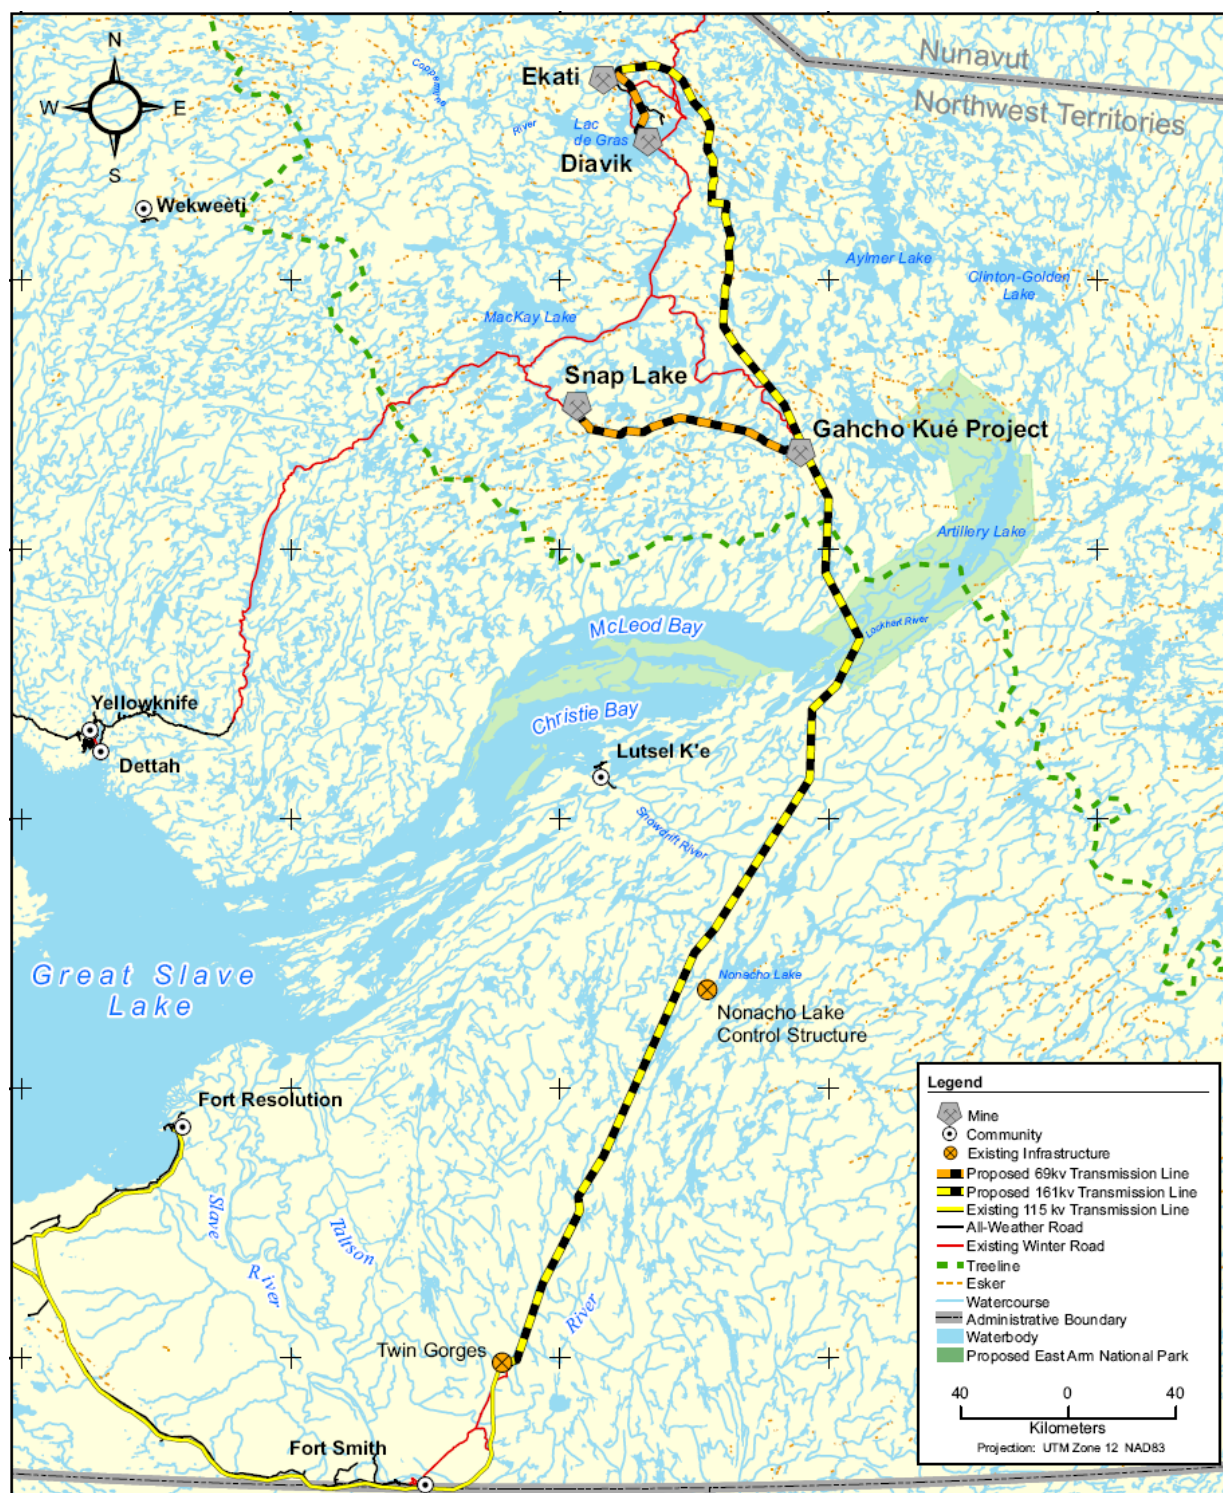 N
W
E
S
Nunavut
Northwest Territories
Ekati
Coppermine
River
Lac
de Gras
Diavik
Wekweeti
Aylmer Lake
Clinton-Golden
Lake
MacKay Lake
Snap Lake
Gahcho Kué Project
Artillery Lake
Lockhart River
McLeod Bay
Christie Bay
Yellowknife
Dettah
Lutsel K'e
Snowdrift River
Great Slave
Lake
Nonacho Lake
Nonacho Lake
Control Structure
Fort Resolution
Slave
River
Taltson
River
Twin Gorges
Fort Smith
Legend
Mine
Community
Existing Infrastructure
Proposed 69kv Transmission Line
Proposed 161kv Transmission Line
Existing 115 kv Transmission Line
All-Weather Road
Existing Winter Road
Treeline
Esker
Watercourse
Administrative Boundary
Waterbody
Proposed East Arm National Park
40 0 40
Kilometers
Projection: UTM Zone 12 NAD83